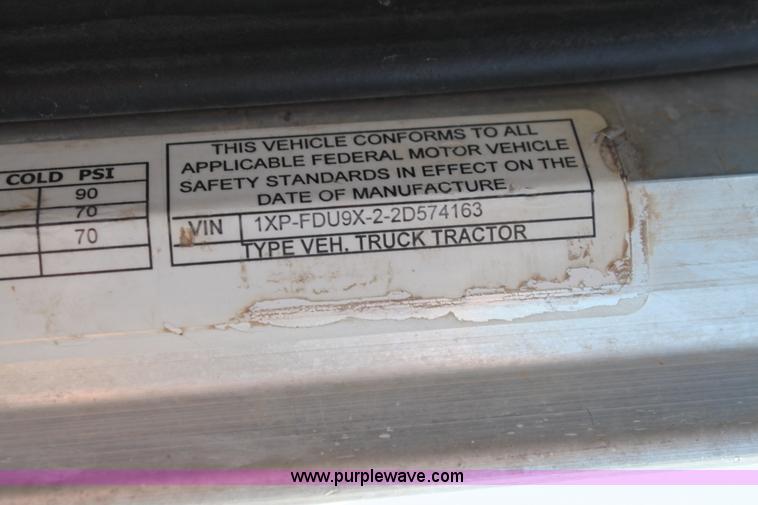 COLD PSI
90
70
70
THIS VEHICLE CONFORMS TO ALL
APPLICABLE FEDERAL MOTOR VEHICLE
SAFETY STANDARDS IN EFFECT ON THE
DATE OF MANUFACTURE
VIN 1XP-FDU9X-2-2D574163
TYPE VEH. TRUCK TRACTOR
www.purplewave.com